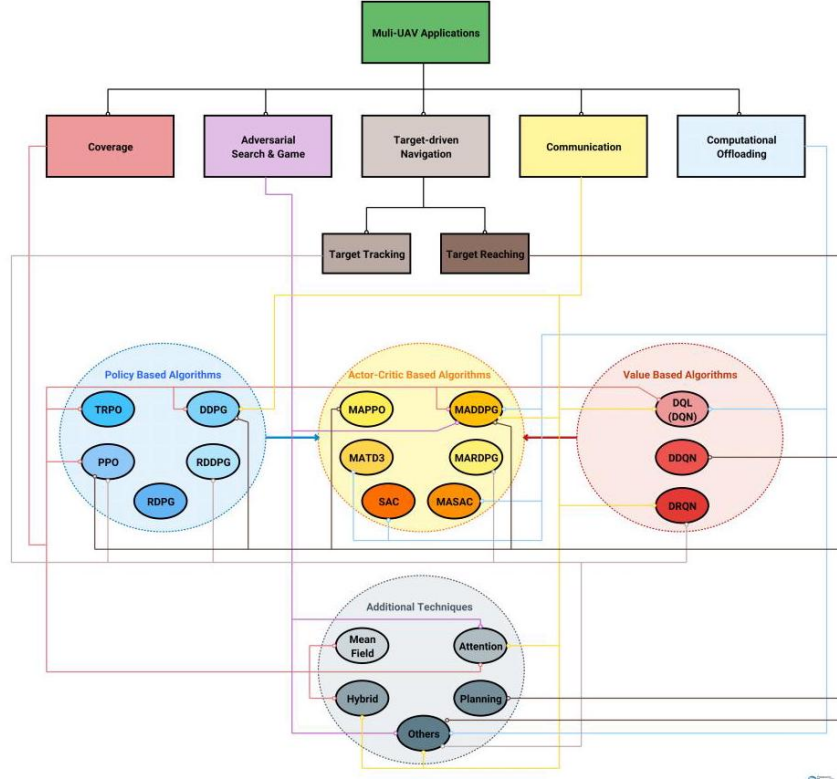 Muli-UAV Applications
Coverage
Adversarial
Search & Game
Target-driven
Navigation
Communication
Computational
Offloading
Target Tracking
Target Reaching
Policy Based Algorithms
Actor-Critic Based Algorithms
Value Based Algorithms
TRPO
DDPG
MAPPO
MADDPG
DQL
(DQN)
PPO
RDDPG
MATD3
MARDPG
DDQN
RDPG
SAC
MASAC
DRQN
Additional Techniques
Mean
Field
Attention
Hybrid
Planning
Others